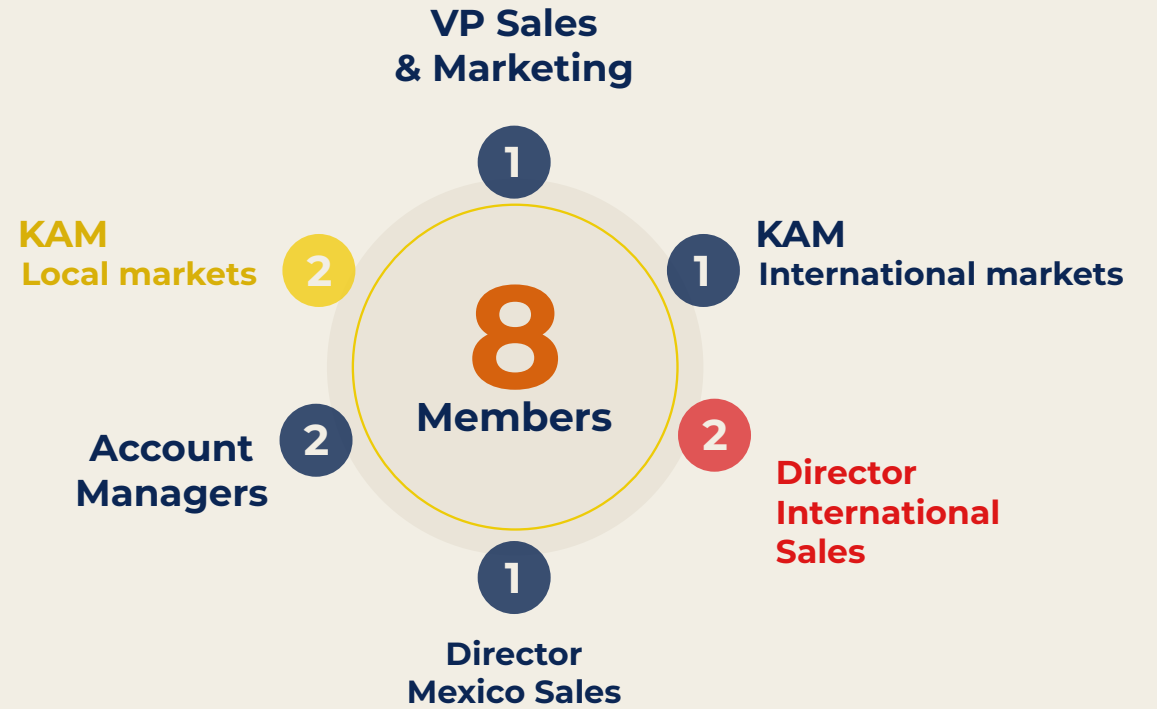 VP Sales
& Marketing
1
KAM
Local markets
2
1
KAM
International markets
8
Members
Account
Managers
2
2
Director
International
Sales
1
Director
Mexico Sales